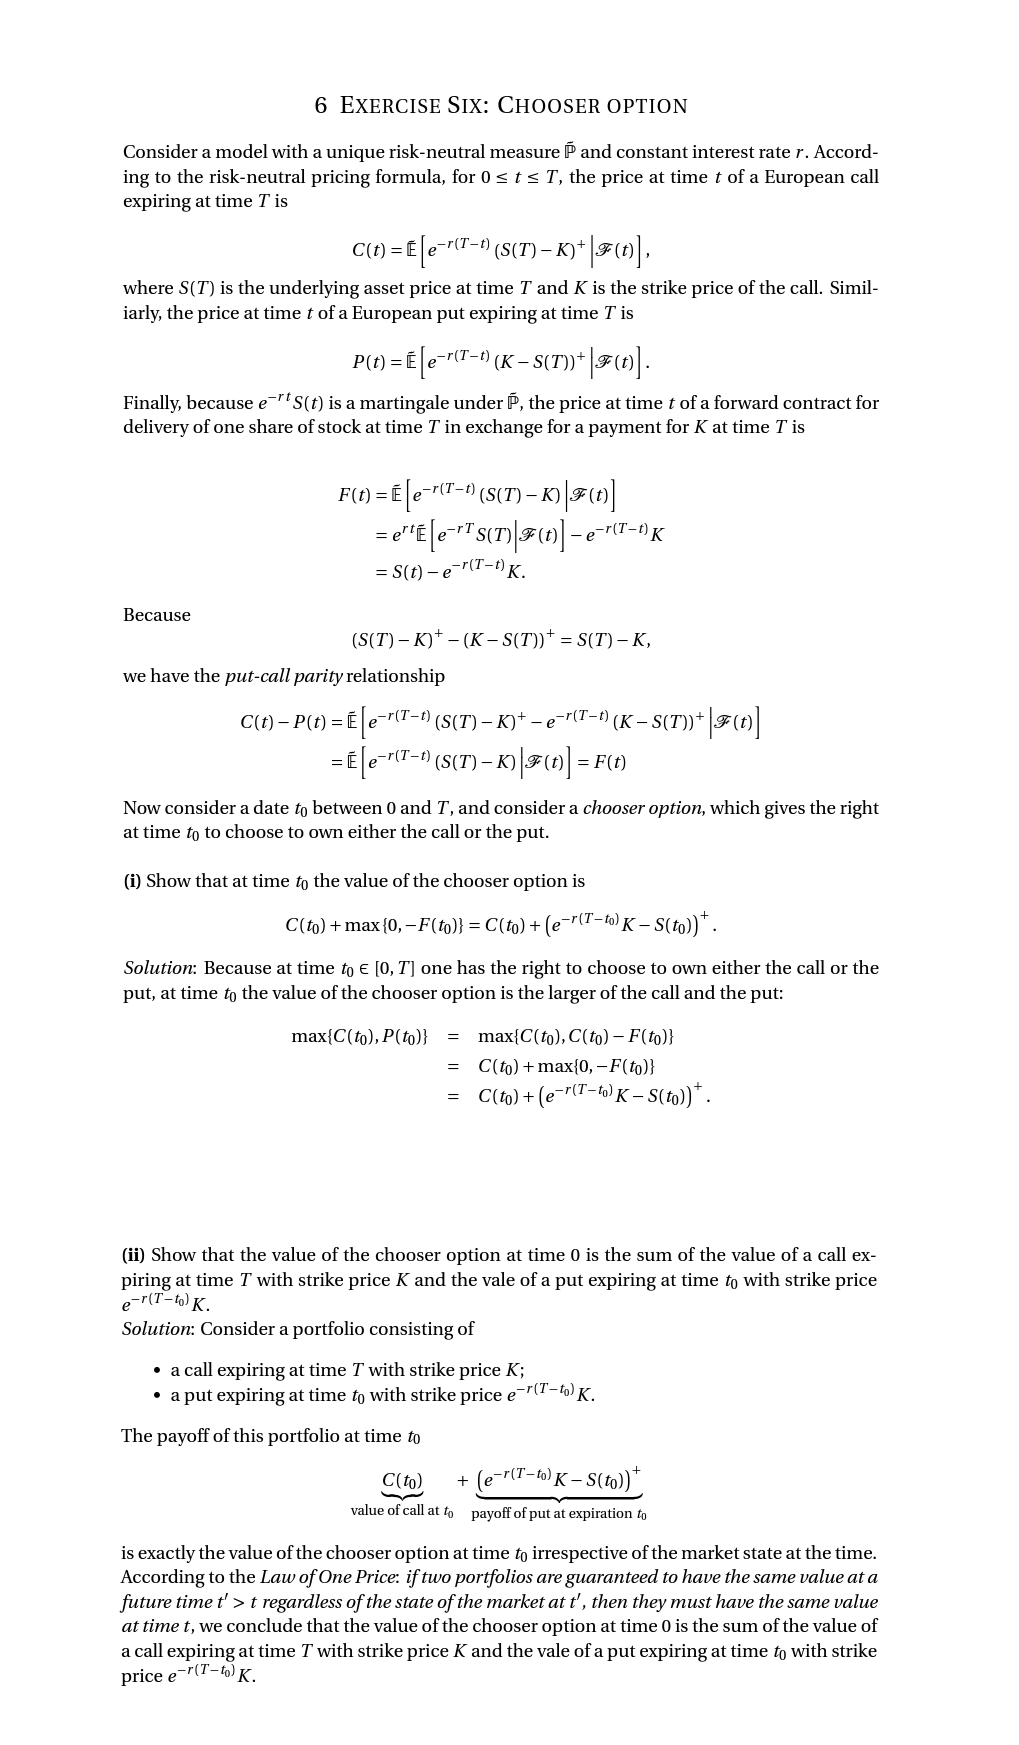 6 EXERCISE SIX: CHOOSER OPTION
Consider a model with a unique risk-neutral measure ℙ̃ and constant interest rate r. Accord-
ing to the risk-neutral pricing formula, for 0 ≤ t ≤ T, the price at time t of a European call
expiring at time T is
C(t) = 𝔼̃ [ e^{−r(T−t)} (S(T) − K)^+ | ℱ(t) ],
where S(T) is the underlying asset price at time T and K is the strike price of the call. Simil-
iarly, the price at time t of a European put expiring at time T is
P(t) = 𝔼̃ [ e^{−r(T−t)} (K − S(T))^+ | ℱ(t) ].
Finally, because e^{−rt}S(t) is a martingale under ℙ̃, the price at time t of a forward contract for
delivery of one share of stock at time T in exchange for a payment for K at time T is
F(t) = 𝔼̃ [ e^{−r(T−t)} (S(T) − K) | ℱ(t) ]
= e^{rt}𝔼̃ [ e^{−rT}S(T) | ℱ(t) ] − e^{−r(T−t)}K
= S(t) − e^{−r(T−t)}K.
Because
(S(T) − K)^+ − (K − S(T))^+ = S(T) − K,
we have the put-call parity relationship
C(t) − P(t) = 𝔼̃ [ e^{−r(T−t)} (S(T) − K)^+ − e^{−r(T−t)} (K − S(T))^+ | ℱ(t) ]
= 𝔼̃ [ e^{−r(T−t)} (S(T) − K) | ℱ(t) ] = F(t)
Now consider a date t_0 between 0 and T, and consider a chooser option, which gives the right
at time t_0 to choose to own either the call or the put.
(i) Show that at time t_0 the value of the chooser option is
C(t_0) + max{0, −F(t_0)} = C(t_0) + (e^{−r(T−t_0)}K − S(t_0))^+.
Solution: Because at time t_0 ∈ [0, T] one has the right to choose to own either the call or the
put, at time t_0 the value of the chooser option is the larger of the call and the put:
max{C(t_0), P(t_0)} = max{C(t_0), C(t_0) − F(t_0)}
= C(t_0) + max{0, −F(t_0)}
= C(t_0) + (e^{−r(T−t_0)}K − S(t_0))^+.
(ii) Show that the value of the chooser option at time 0 is the sum of the value of a call ex-
piring at time T with strike price K and the vale of a put expiring at time t_0 with strike price
e^{−r(T−t_0)}K.
Solution: Consider a portfolio consisting of
• a call expiring at time T with strike price K;
• a put expiring at time t_0 with strike price e^{−r(T−t_0)}K.
The payoff of this portfolio at time t_0
C(t_0) + (e^{−r(T−t_0)}K − S(t_0))^+
value of call at t_0 payoff of put at expiration t_0
is exactly the value of the chooser option at time t_0 irrespective of the market state at the time.
According to the Law of One Price: if two portfolios are guaranteed to have the same value at a
future time t′ > t regardless of the state of the market at t′, then they must have the same value
at time t, we conclude that the value of the chooser option at time 0 is the sum of the value of
a call expiring at time T with strike price K and the vale of a put expiring at time t_0 with strike
price e^{−r(T−t_0)}K.